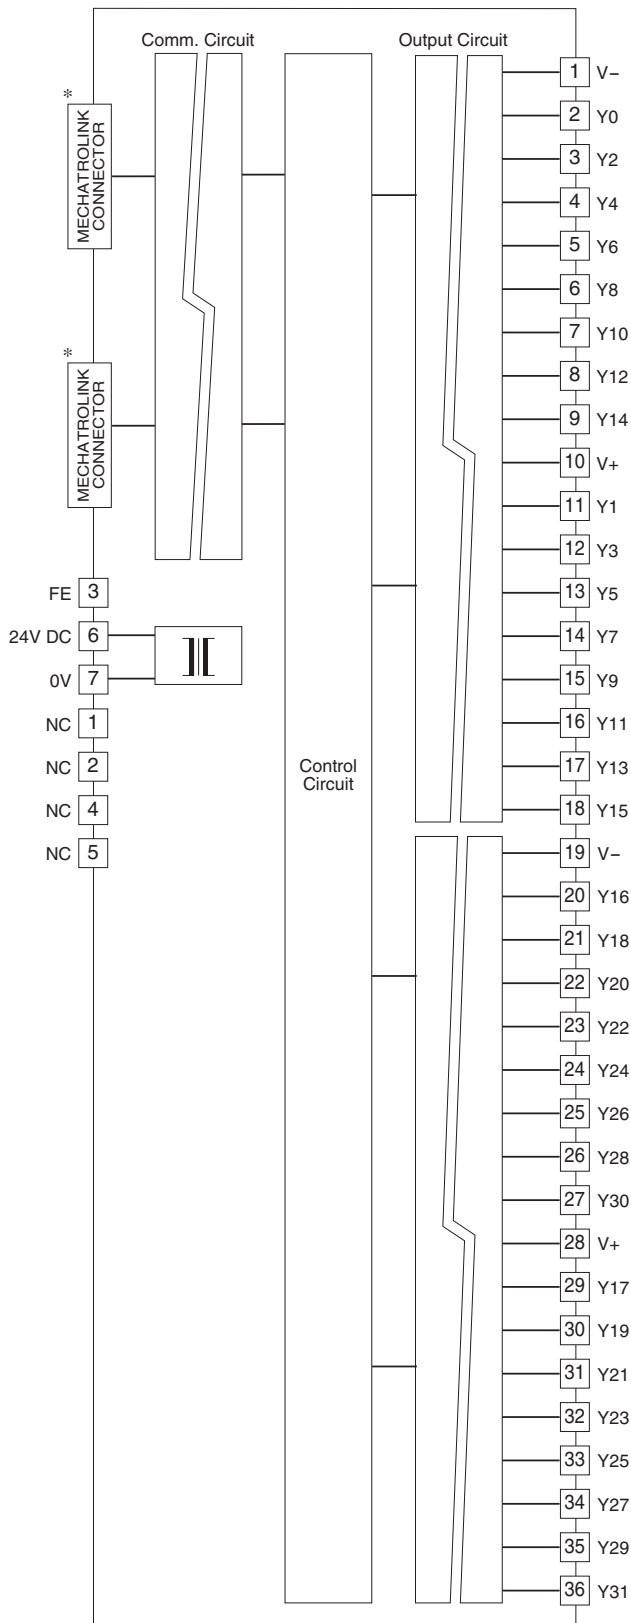 Comm. Circuit
Output Circuit
*
MECHATROLINK
CONNECTOR
*
MECHATROLINK
CONNECTOR
FE 3
24V DC 6
0V 7
NC 1
NC 2
NC 4
NC 5
Control
Circuit
1 V−
2 Y0
3 Y2
4 Y4
5 Y6
6 Y8
7 Y10
8 Y12
9 Y14
10 V+
11 Y1
12 Y3
13 Y5
14 Y7
15 Y9
16 Y11
17 Y13
18 Y15
19 V−
20 Y16
21 Y18
22 Y20
23 Y22
24 Y24
25 Y26
26 Y28
27 Y30
28 V+
29 Y17
30 Y19
31 Y21
32 Y23
33 Y25
34 Y27
35 Y29
36 Y31